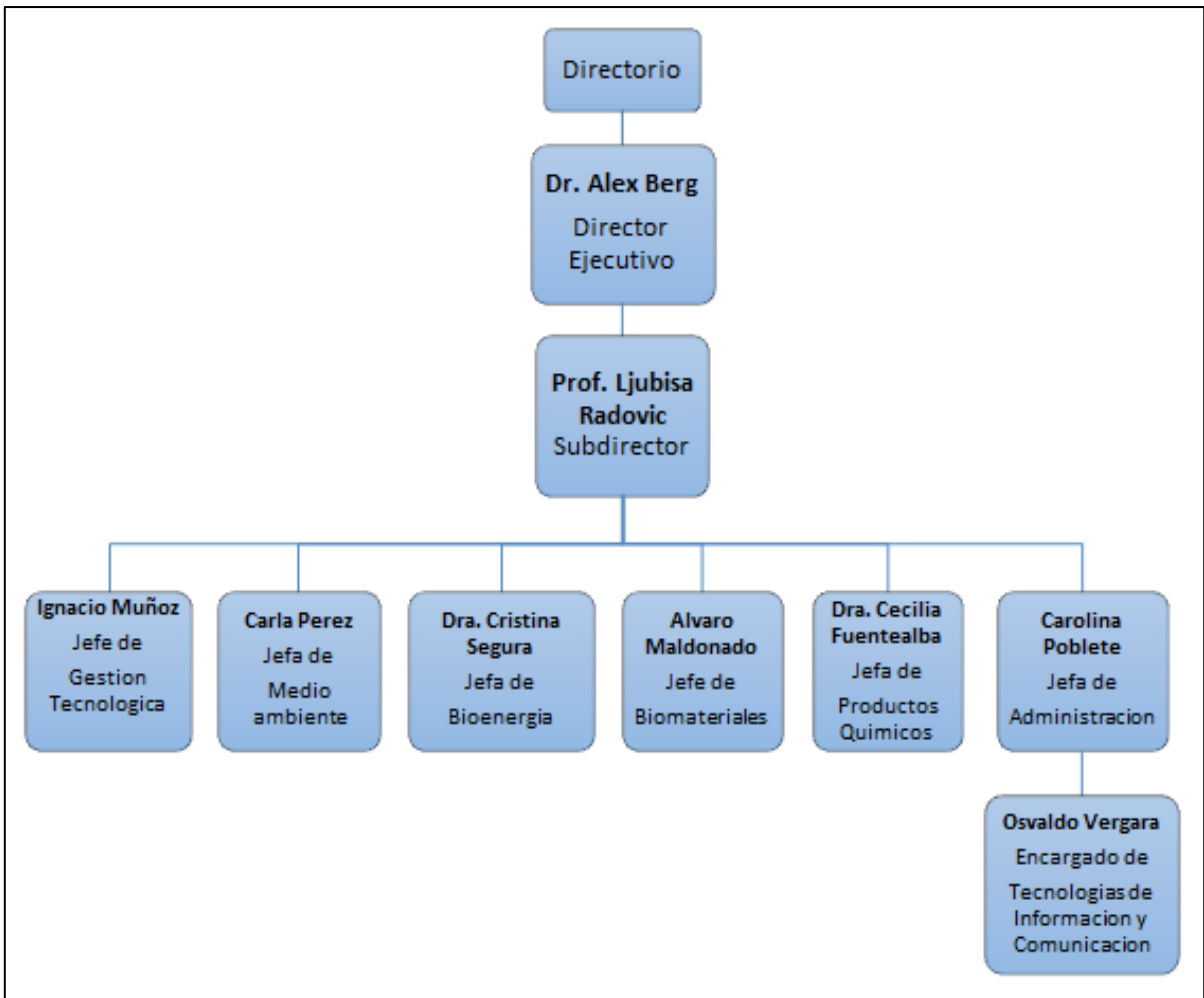 Directorio
Dr. Alex Berg
Director
Ejecutivo
Prof. Ljubisa
Radovic
Subdirector
Ignacio Muñoz
Jefe de
Gestion
Tecnologica
Carla Perez
Jefa de
Medio
ambiente
Dra. Cristina
Segura
Jefa de
Bioenergia
Alvaro
Maldonado
Jefe de
Biomateriales
Dra. Cecilia
Fuentealba
Jefa de
Productos
Quimicos
Carolina
Poblete
Jefa de
Administracion
Osvaldo Vergara
Encargado de
Tecnologias de
Informacion y
Comunicacion